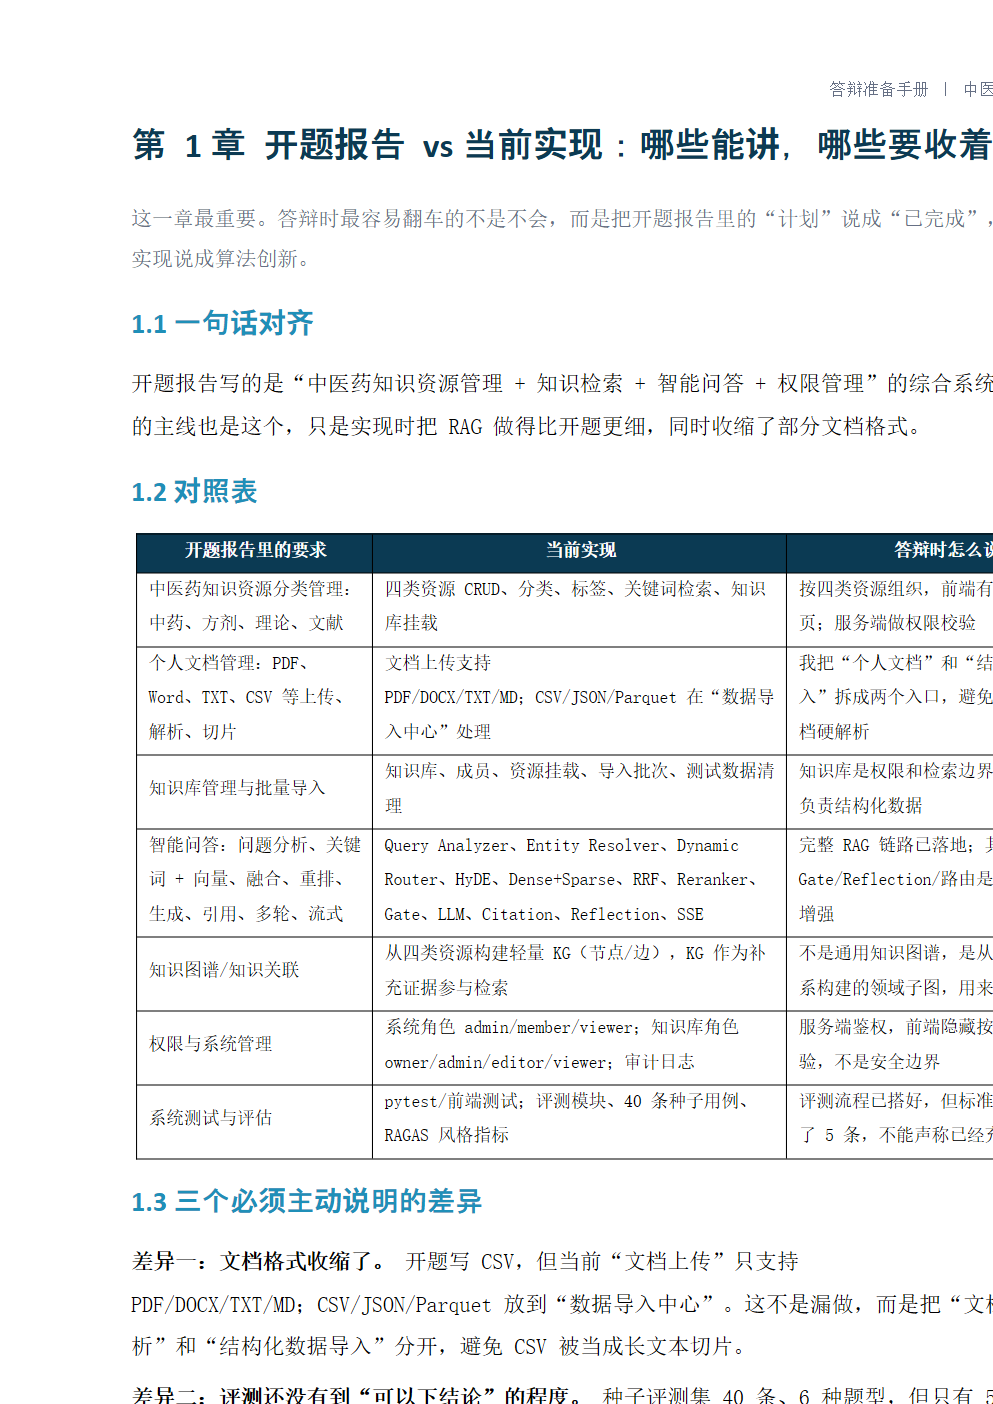 答辩准备手册 | 中医
第 1 章 开题报告 vs 当前实现：哪些能讲，哪些要收着
这一章最重要。答辩时最容易翻车的不是不会，而是把开题报告里的“计划”说成“已完成”，
实现说成算法创新。
1.1 一句话对齐
开题报告写的是“中医药知识资源管理 + 知识检索 + 智能问答 + 权限管理”的综合系统
的主线也是这个，只是实现时把 RAG 做得比开题更细，同时收缩了部分文档格式。
1.2 对照表
开题报告里的要求
当前实现
答辩时怎么说
中医药知识资源分类管理：
中药、方剂、理论、文献
四类资源 CRUD、分类、标签、关键词检索、知识
库挂载
按四类资源组织，前端有
页；服务端做权限校验
个人文档管理：PDF、
Word、TXT、CSV 等上传、
解析、切片
文档上传支持
PDF/DOCX/TXT/MD；CSV/JSON/Parquet 在“数据导
入中心”处理
我把“个人文档”和“结
入”拆成两个入口，避免
档硬解析
知识库管理与批量导入
知识库、成员、资源挂载、导入批次、测试数据清
理
知识库是权限和检索边界
负责结构化数据
智能问答：问题分析、关键
词 + 向量、融合、重排、
生成、引用、多轮、流式
Query Analyzer、Entity Resolver、Dynamic
Router、HyDE、Dense+Sparse、RRF、Reranker、
Gate、LLM、Citation、Reflection、SSE
完整 RAG 链路已落地；其
Gate/Reflection/路由是
增强
知识图谱/知识关联
从四类资源构建轻量 KG（节点/边），KG 作为补
充证据参与检索
不是通用知识图谱，是从
系构建的领域子图，用来
权限与系统管理
系统角色 admin/member/viewer；知识库角色
owner/admin/editor/viewer；审计日志
服务端鉴权，前端隐藏按
验，不是安全边界
系统测试与评估
pytest/前端测试；评测模块、40 条种子用例、
RAGAS 风格指标
评测流程已搭好，但标准
了 5 条，不能声称已经充
1.3 三个必须主动说明的差异
差异一：文档格式收缩了。 开题写 CSV，但当前“文档上传”只支持
PDF/DOCX/TXT/MD；CSV/JSON/Parquet 放到“数据导入中心”。这不是漏做，而是把“文档
析”和“结构化数据导入”分开，避免 CSV 被当成长文本切片。
差异二：评测还没有到“可以下结论”的程度。 种子评测集 40 条、6 种题型，但只有 5